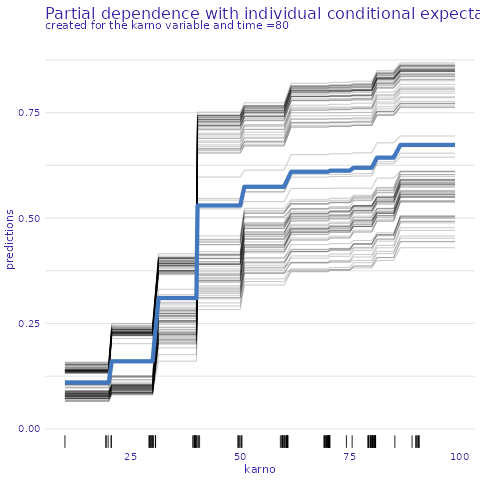 Partial dependence with individual conditional expecta
created for the karno variable and time =80
predictions
0.75
0.50
0.25
0.00
25
50
75
100
karno